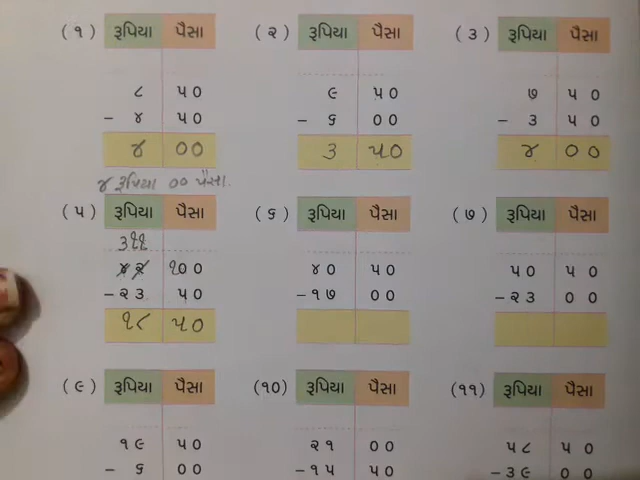 (૧) રૂપિયા પૈસા (૨) રૂપિયા પૈસા (૩) રૂપિયા પૈસા
૮ ૫૦ ૯ ૫૦ ૭ ૫૦
- ૪ ૫૦ - ૬ ૦૦ - ૩ ૫૦
૪ ૦૦ ૩ ૫૦ ૪ ૦૦
૪ રૂપિયા ૦૦ પૈસા.
(૫) રૂપિયા પૈસા (૬) રૂપિયા પૈસા (૭) રૂપિયા પૈસા
૩૧૧
૪૨ ૧૦૦ ૪૦ ૫૦ ૫૦ ૫૦
-૨૩ ૫૦ -૧૭ ૦૦ -૨૩ ૦૦
૧૮ ૫૦
(૯) રૂપિયા પૈસા (૧૦) રૂપિયા પૈસા (૧૧) રૂપિયા પૈસા
૧૯ ૫૦ ૨૧ ૦૦ ૫૮ ૫૦
- ૬ ૦૦ -૧૫ ૫૦ -૩૯ ૦૦